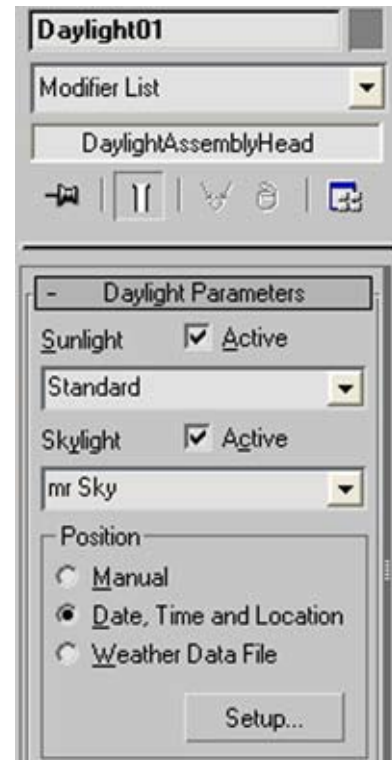 Daylight01
Modifier List
DaylightAssemblyHead
- Daylight Parameters
Sunlight Active
Standard
Skylight Active
mr Sky
Position
Manual
Date, Time and Location
Weather Data File
Setup...